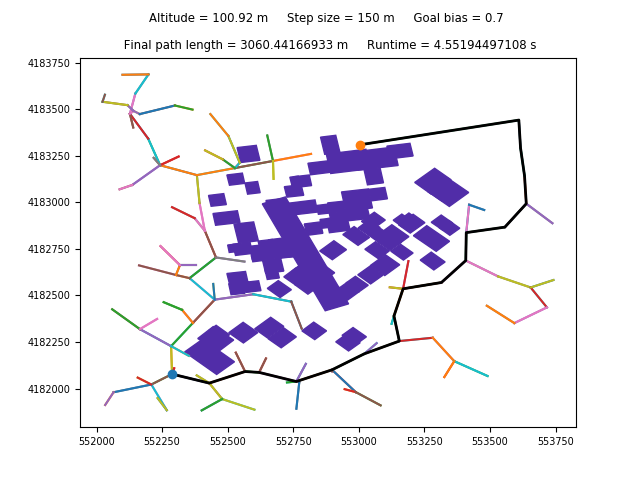 Altitude = 100.92 m     Step size = 150 m     Goal bias = 0.7
Final path length = 3060.44166933 m     Runtime = 4.55194497108 s
4183750
4183500
4183250
4183000
4182750
4182500
4182250
4182000
552000 552250 552500 552750 553000 553250 553500 553750